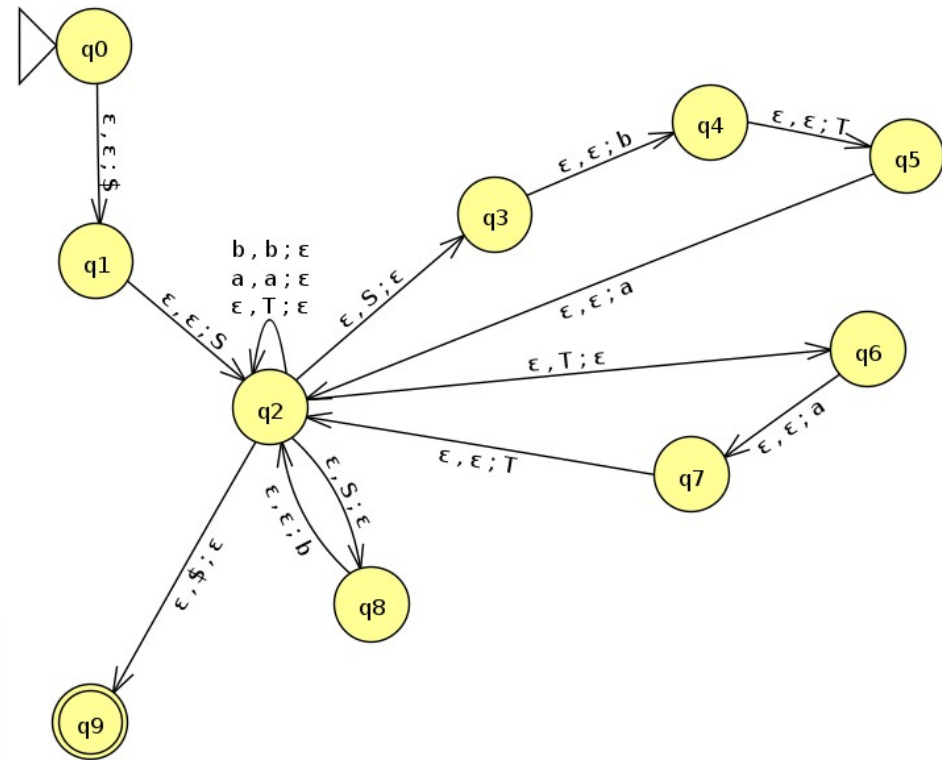 q0
ε,ε;$
q1
ε,ε;S
b,b;ε
a,a;ε
ε,T;ε
q2
ε,S;ε
q3
ε,ε;b
q4
ε,ε;T
q5
ε,ε;a
ε,T;ε
q6
ε,ε;a
q7
ε,ε;T
ε,S;ε
ε,ε;b
q8
ε,$;ε
q9